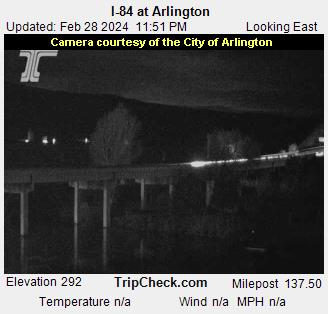 I-84 at Arlington
Updated: Feb 28 2024 11:51 PM Looking East
Camera courtesy of the City of Arlington
Elevation 292 TripCheck.com Milepost 137.50
Temperature n/a Wind n/a MPH n/a